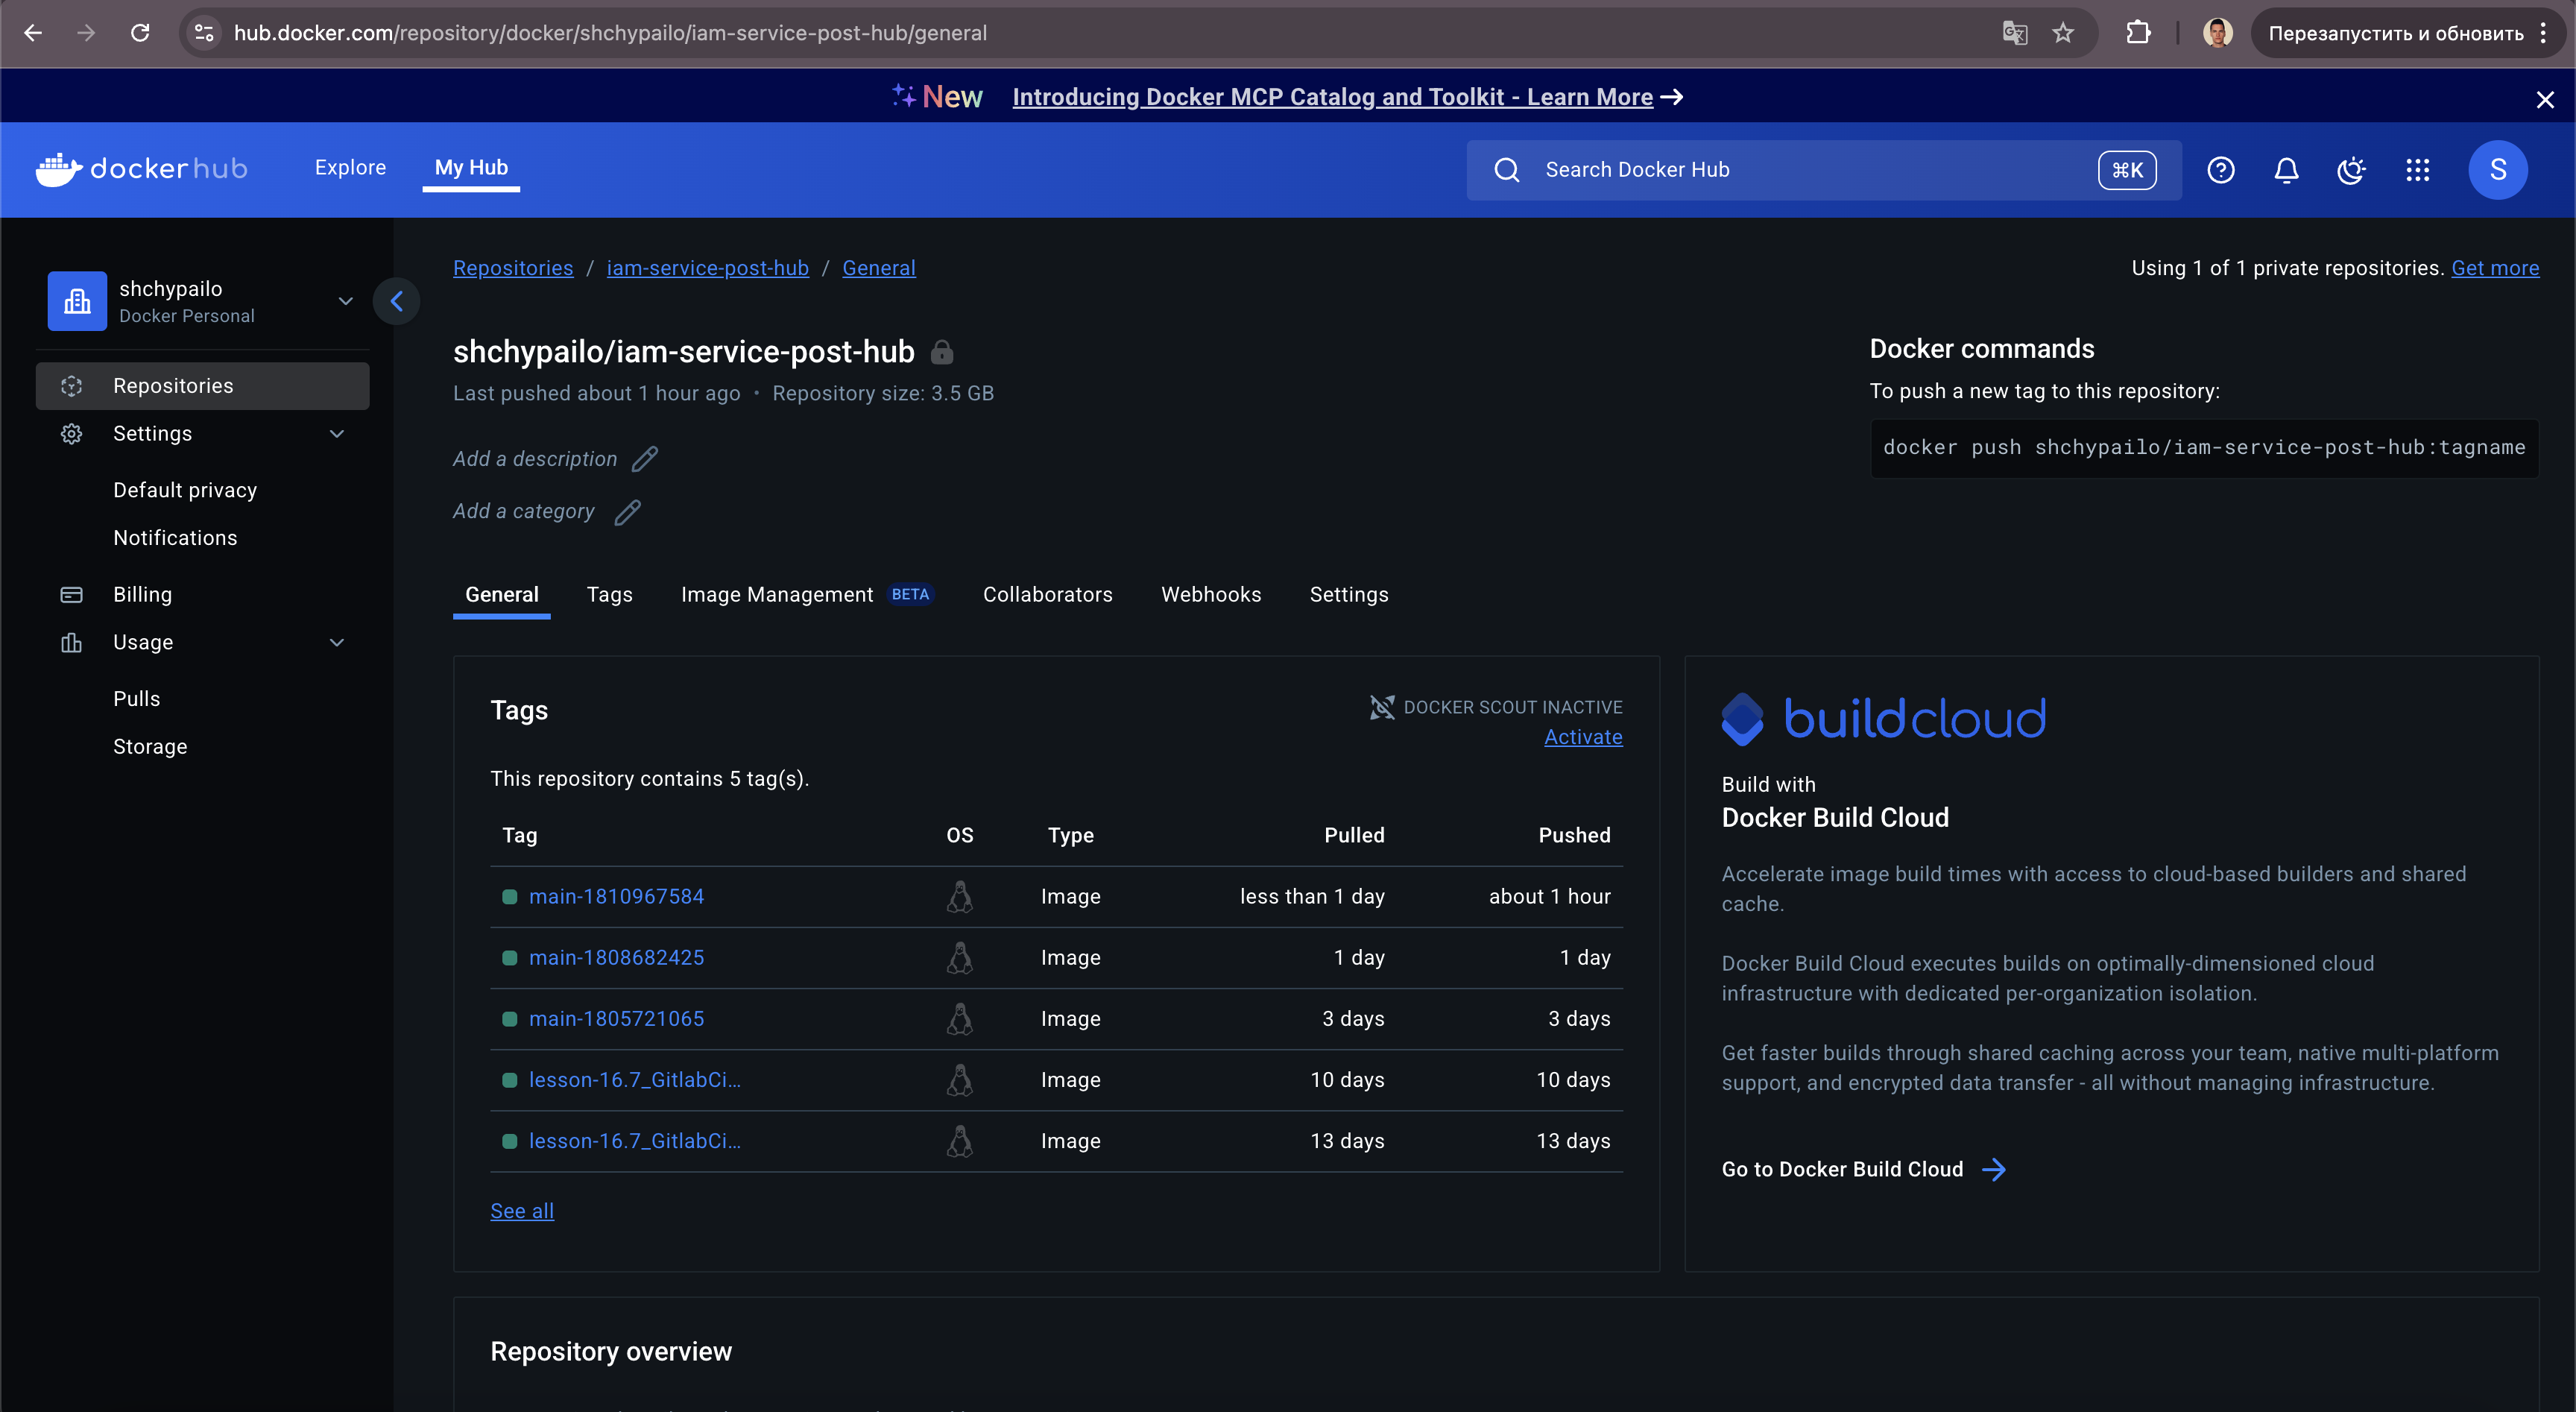 hub.docker.com/repository/docker/shchypailo/iam-service-post-hub/general
Перезапустить и обновить
New Introducing Docker MCP Catalog and Toolkit - Learn More
dockerhub
Explore
My Hub
Search Docker Hub
⌘K
S
shchypailo
Docker Personal
Repositories
Settings
Default privacy
Notifications
Billing
Usage
Pulls
Storage
Repositories / iam-service-post-hub / General
Using 1 of 1 private repositories. Get more
shchypailo/iam-service-post-hub
Last pushed about 1 hour ago • Repository size: 3.5 GB
Add a description
Add a category
Docker commands
To push a new tag to this repository:
docker push shchypailo/iam-service-post-hub:tagname
General Tags Image Management BETA Collaborators Webhooks Settings
Tags
DOCKER SCOUT INACTIVE
Activate
This repository contains 5 tag(s).
Tag OS Type Pulled Pushed
main-1810967584 Image less than 1 day about 1 hour
main-1808682425 Image 1 day 1 day
main-1805721065 Image 3 days 3 days
lesson-16.7_GitlabCi... Image 10 days 10 days
lesson-16.7_GitlabCi... Image 13 days 13 days
See all
buildcloud
Build with
Docker Build Cloud
Accelerate image build times with access to cloud-based builders and shared
cache.
Docker Build Cloud executes builds on optimally-dimensioned cloud
infrastructure with dedicated per-organization isolation.
Get faster builds through shared caching across your team, native multi-platform
support, and encrypted data transfer - all without managing infrastructure.
Go to Docker Build Cloud
Repository overview